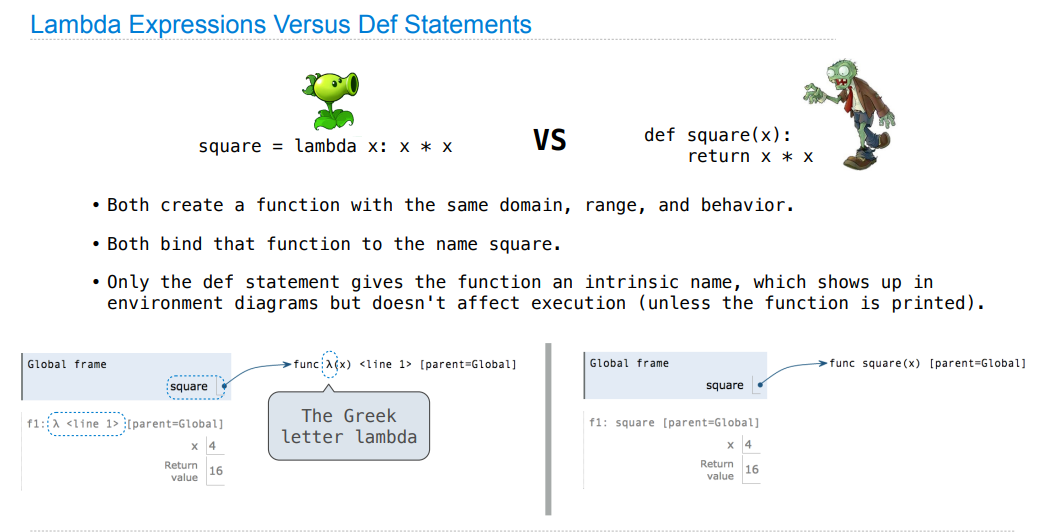 Lambda Expressions Versus Def Statements
square = lambda x: x * x
VS
def square(x):
    return x * x
• Both create a function with the same domain, range, and behavior.
• Both bind that function to the name square.
• Only the def statement gives the function an intrinsic name, which shows up in
environment diagrams but doesn't affect execution (unless the function is printed).
Global frame
square
func λ(x) <line 1> [parent=Global]
The Greek
letter lambda
f1: λ <line 1> [parent=Global]
x 4
Return
value 16
Global frame
square
func square(x) [parent=Global]
f1: square [parent=Global]
x 4
Return
value 16